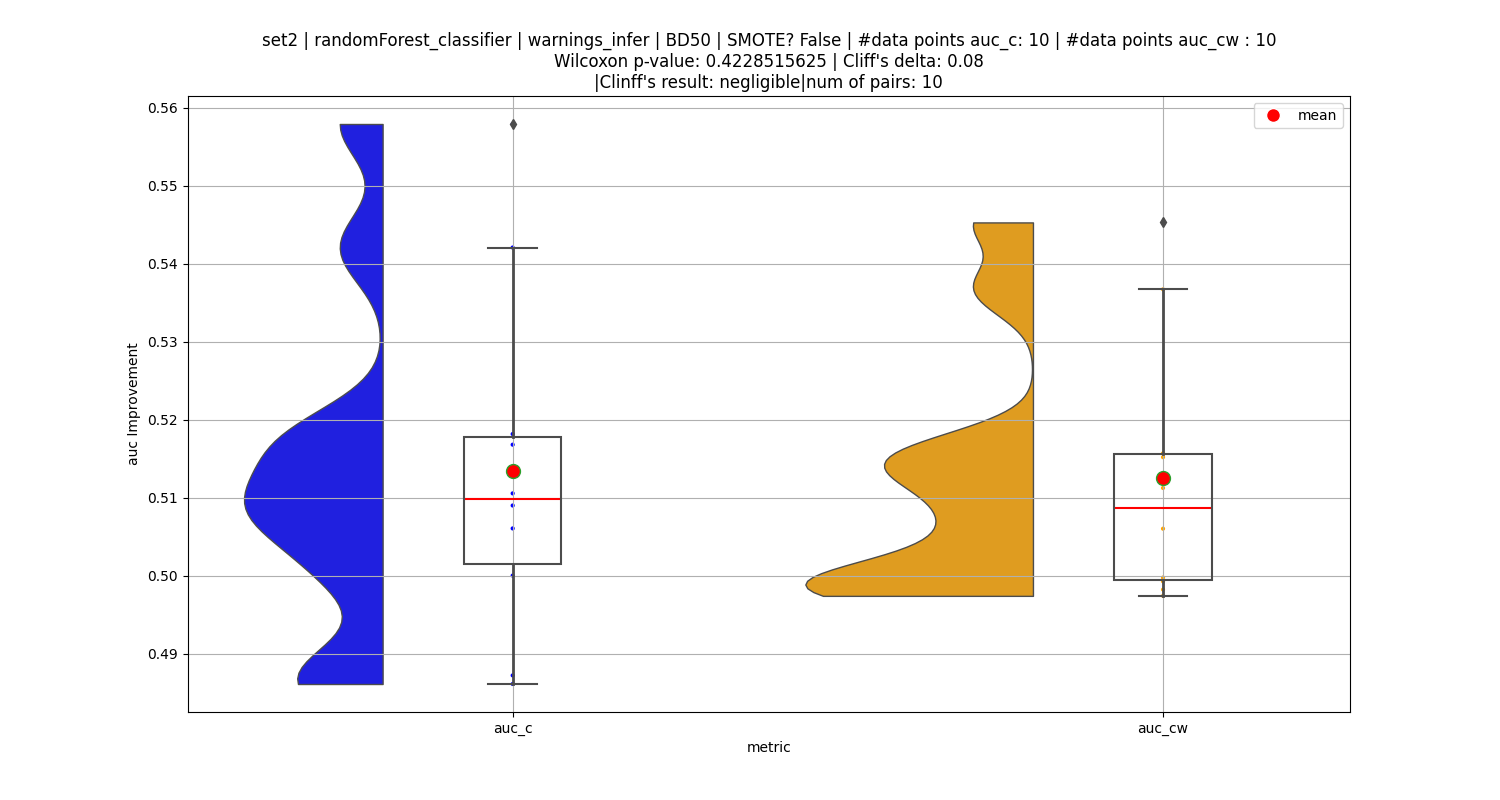 set2 | randomForest_classifier | warnings_infer | BD50 | SMOTE? False | #data points auc_c: 10 | #data points auc_cw : 10
Wilcoxon p-value: 0.4228515625 | Cliff's delta: 0.08
|Clinff's result: negligible|num of pairs: 10
mean
0.56
0.55
0.54
0.53
0.52
0.51
0.50
0.49
auc Improvement
auc_c
auc_cw
metric